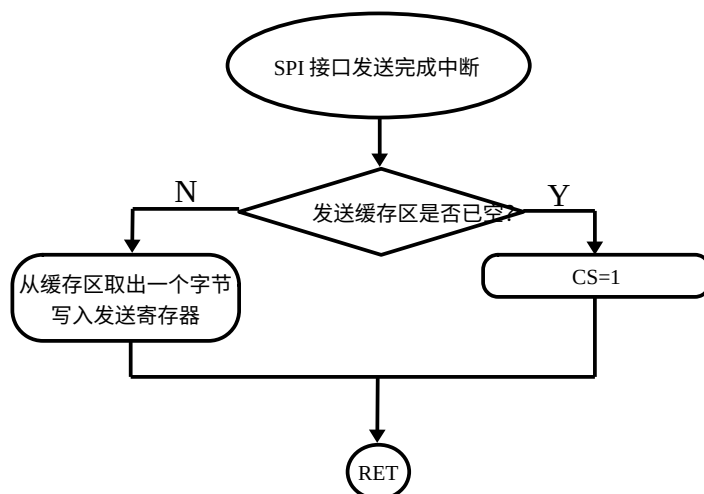 SPI 接口发送完成中断
N
Y
发送缓存区是否已空?
从缓存区取出一个字节
写入发送寄存器
CS=1
RET